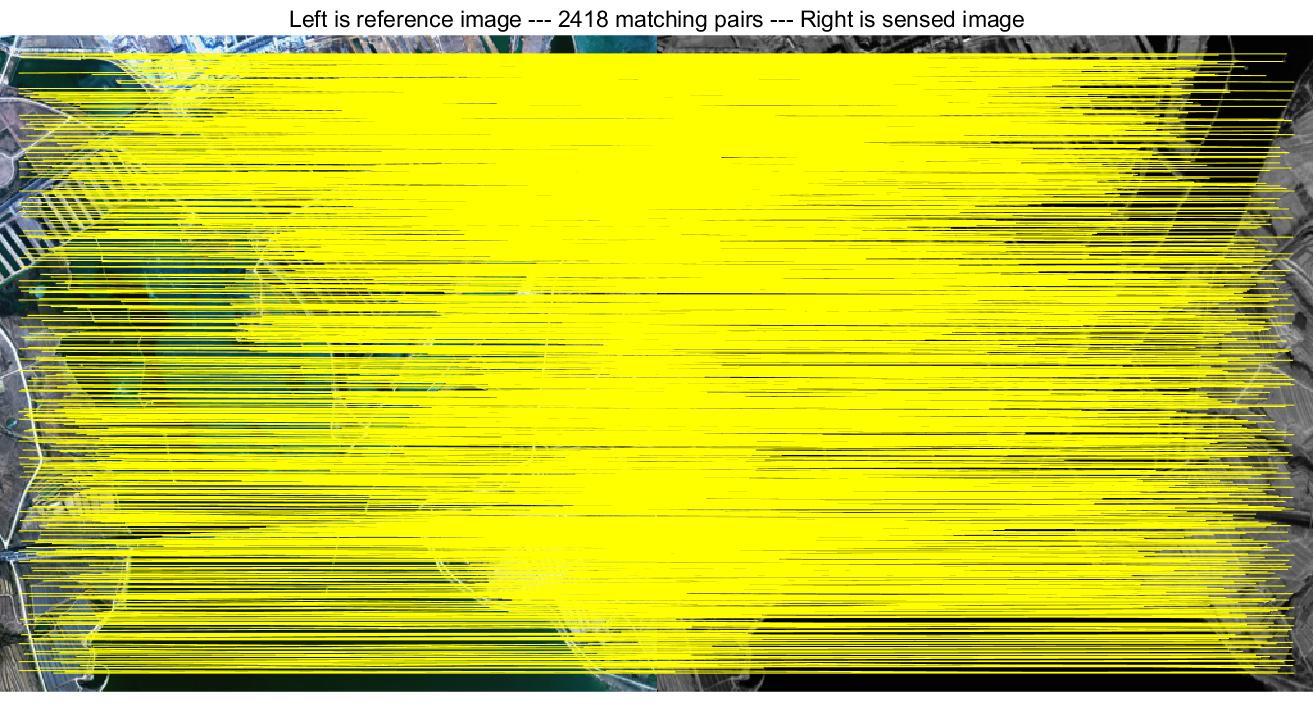 Left is reference image --- 2418 matching pairs --- Right is sensed image